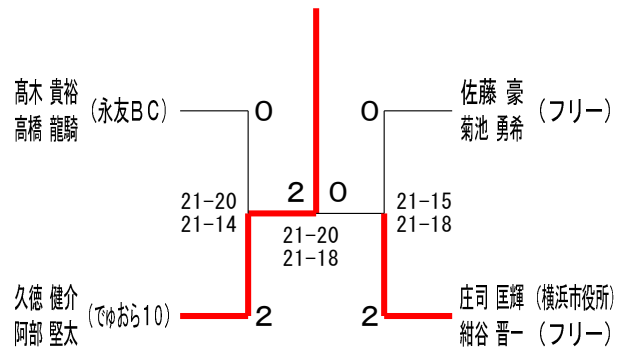 髙木 貴裕
高橋 龍騎
(永友BC)
0
0
佐藤 豪
菊池 勇希
(フリー)
21-20
21-14
2
0
21-15
21-18
21-20
21-18
久徳 健介
阿部 堅太
(でゅおら10)
2
2
庄司 匡輝 (横浜市役所)
紺谷 晋一 (フリー)